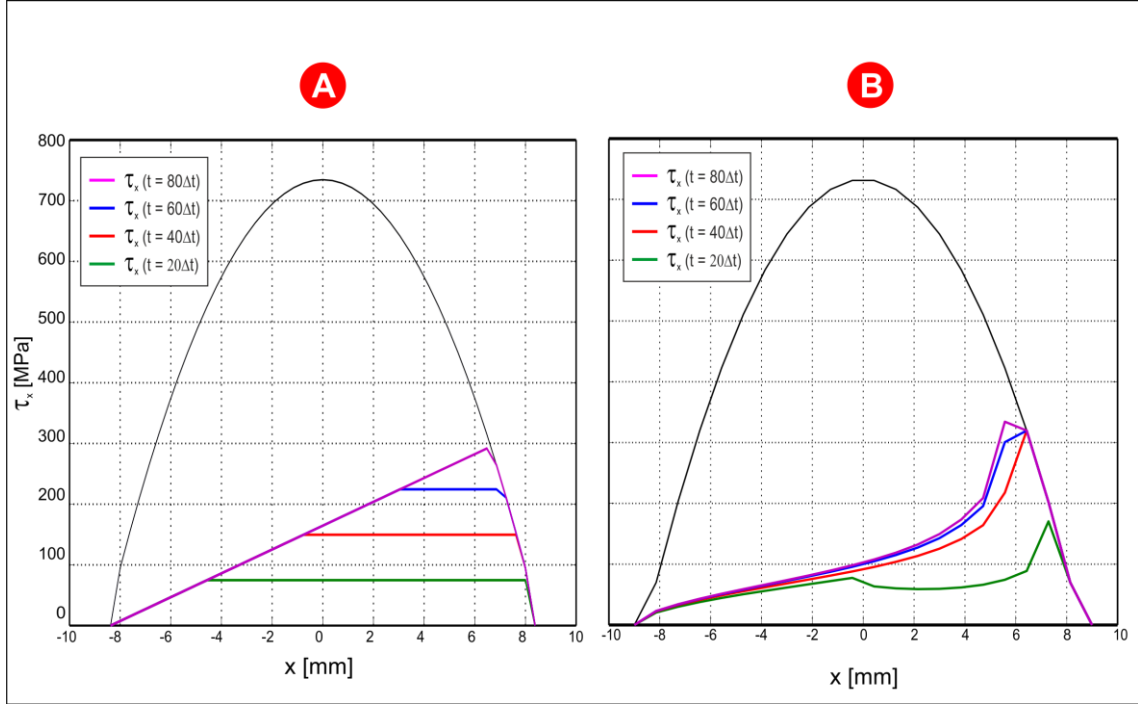 A
B
800
700
600
500
400
300
200
100
0
τx [MPa]
τx (t = 80Δt)
τx (t = 60Δt)
τx (t = 40Δt)
τx (t = 20Δt)
-10 -8 -6 -4 -2 0 2 4 6 8 10
x [mm]
τx (t = 80Δt)
τx (t = 60Δt)
τx (t = 40Δt)
τx (t = 20Δt)
-10 -8 -6 -4 -2 0 2 4 6 8 10
x [mm]